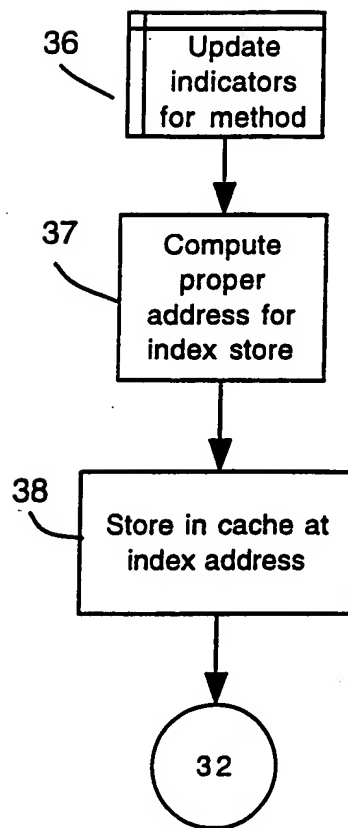 36
Update
indicators
for method
37
Compute
proper
address for
index store
38
Store in cache at
index address
32